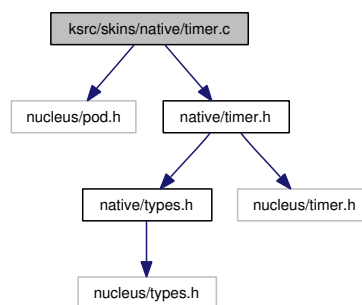 ksrc/skins/native/timer.c
nucleus/pod.h
native/timer.h
native/types.h
nucleus/timer.h
nucleus/types.h